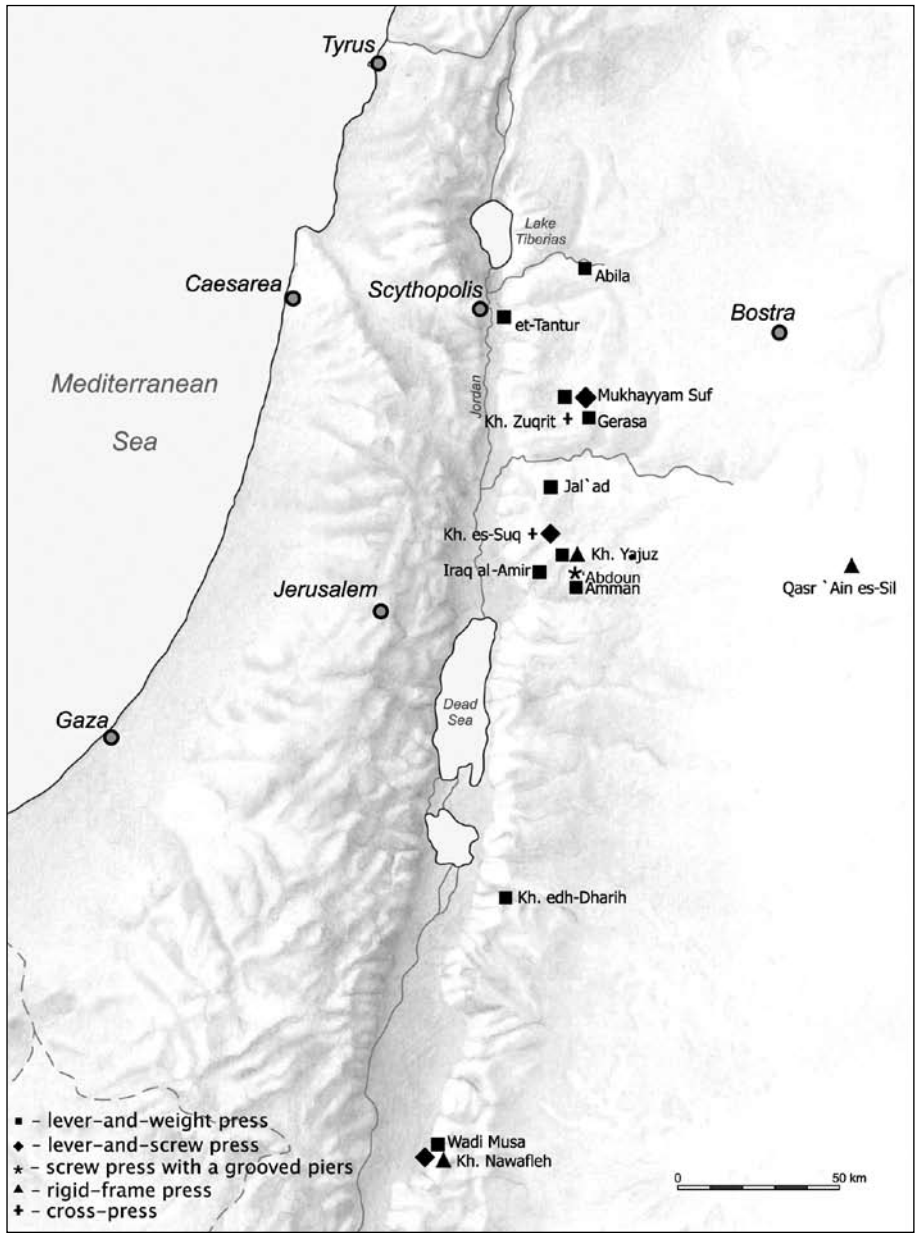 Tyrus
Lake
Tiberias
Abila
Caesarea
Scythopolis
et-Tantur
Bostra
Mediterranean
Sea
Jordan
Mukhayyam Suf
Kh. Zuqrit
Gerasa
Jal`ad
Kh. es-Suq
Kh. Yajuz
Iraq al-Amir
Abdoun
Amman
Qasr `Ain es-Sil
Jerusalem
Dead
Sea
Gaza
Kh. edh-Dharih
Wadi Musa
Kh. Nawafleh
- lever-and-weight press
- lever-and-screw press
- screw press with a grooved piers
- rigid-frame press
- cross-press
0 50 km